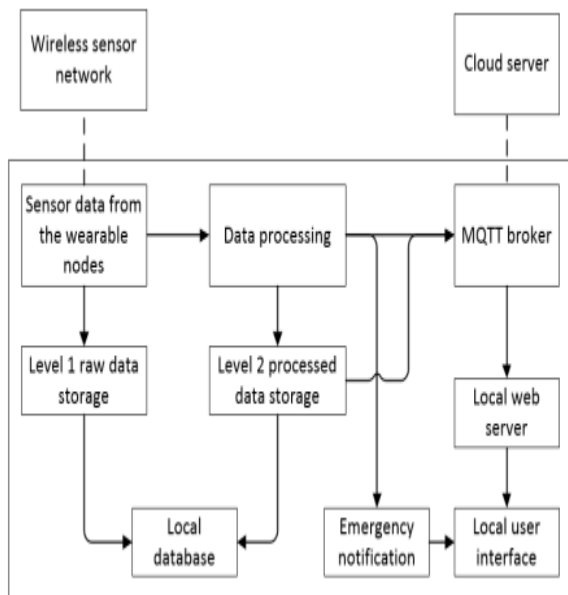 Wireless sensor
network
Cloud server
Sensor data from
the wearable
nodes
Data processing
MQTT broker
Level 1 raw data
storage
Level 2 processed
data storage
Local web
server
Local
database
Emergency
notification
Local user
interface